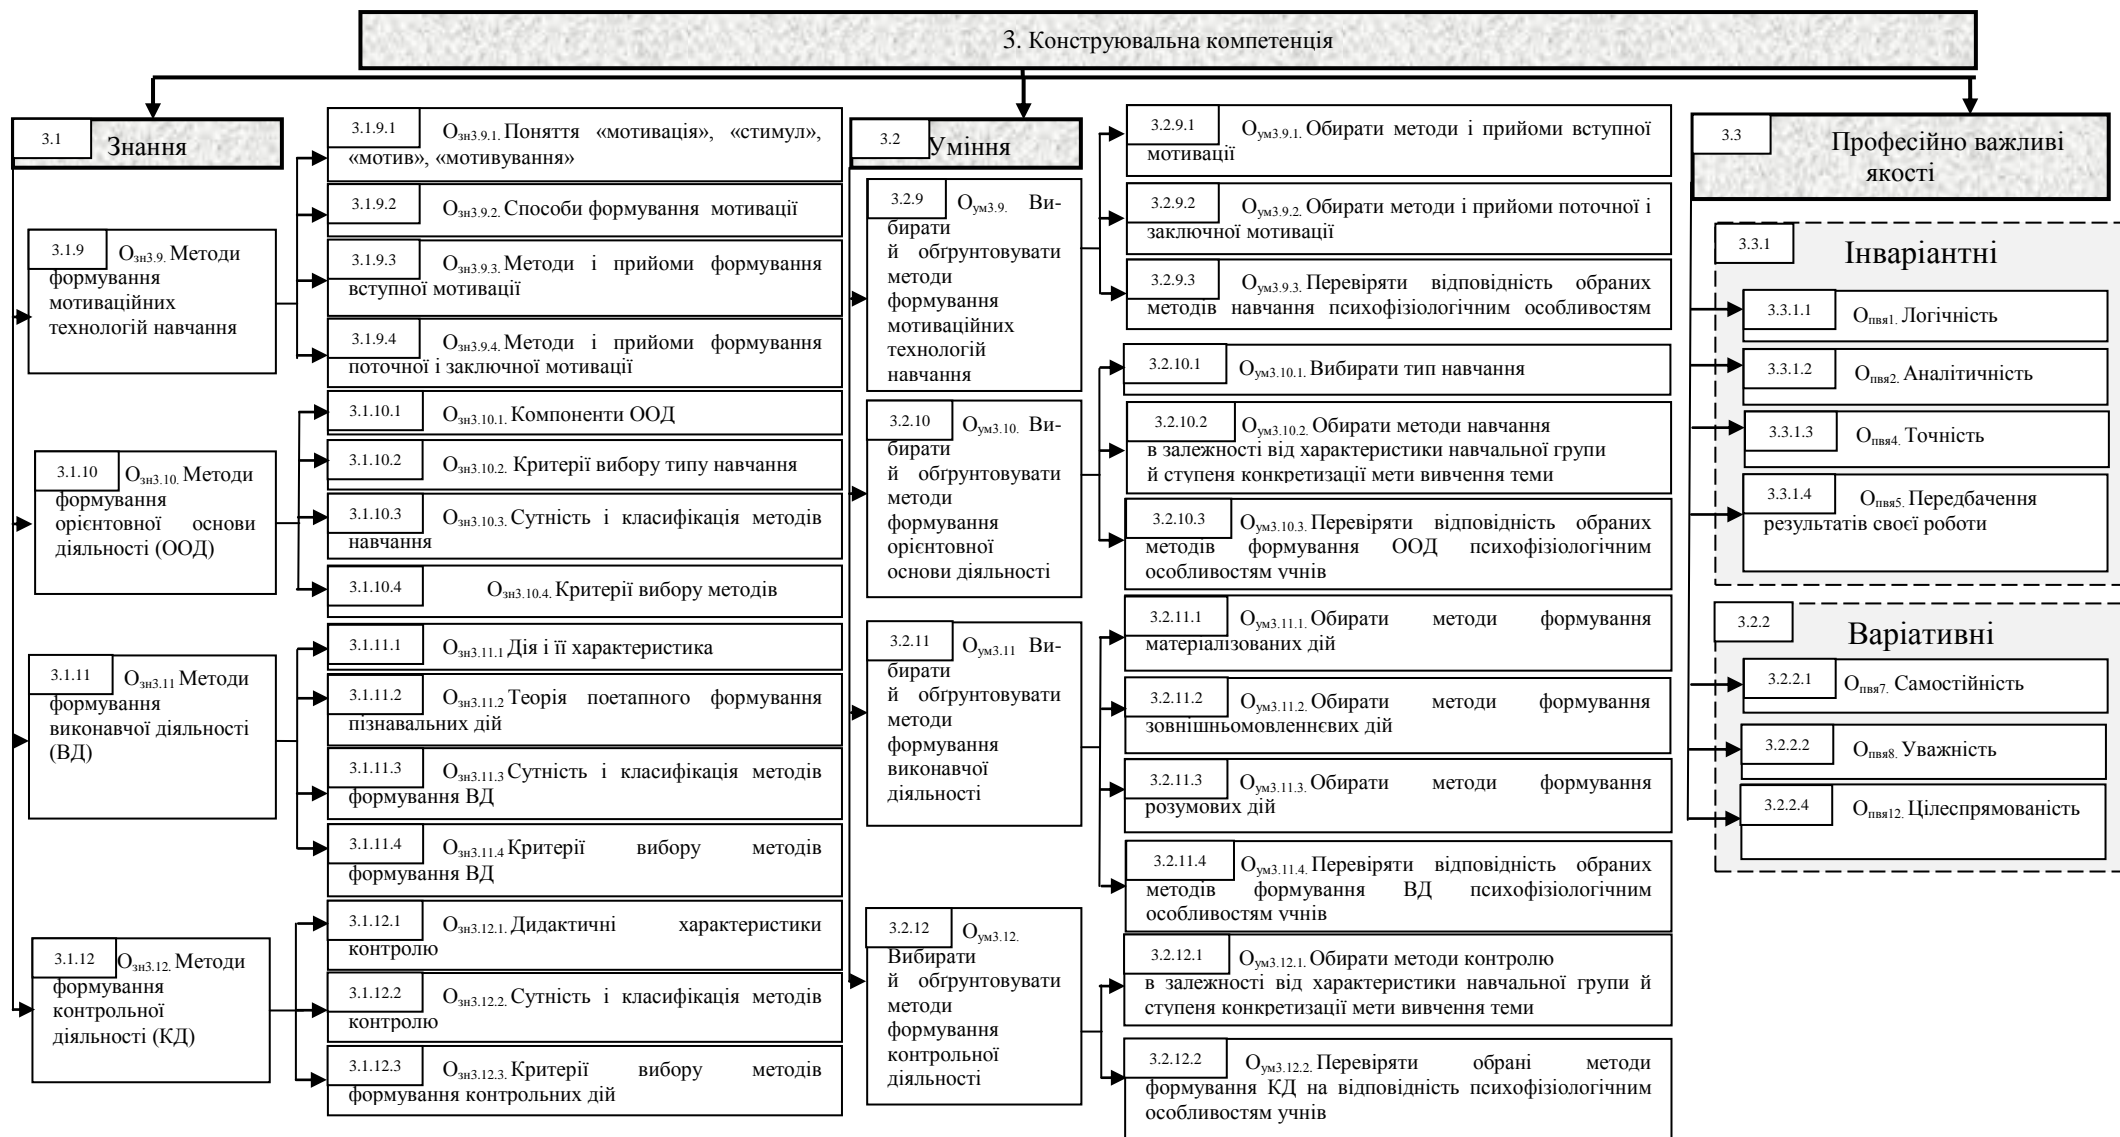 3. Конструювальна компетенція
3.1
Знання
3.1.9
Озн3.9. Методи
формування
мотиваційних
технологій навчання
3.1.9.1
Озн3.9.1. Поняття «мотивація», «стимул»,
«мотив», «мотивування»
3.1.9.2
Озн3.9.2. Способи формування мотивації
3.1.9.3
Озн3.9.3. Методи і прийоми формування
вступної мотивації
3.1.9.4
Озн3.9.4. Методи і прийоми формування
поточної і заключної мотивації
3.1.10
Озн3.10. Методи
формування
орієнтовної основи
діяльності (ООД)
3.1.10.1
Озн3.10.1. Компоненти ООД
3.1.10.2
Озн3.10.2. Критерії вибору типу навчання
3.1.10.3
Озн3.10.3. Сутність і класифікація методів
навчання
3.1.10.4
Озн3.10.4. Критерії вибору методів
3.1.11
Озн3.11 Методи
формування
виконавчої діяльності
(ВД)
3.1.11.1
Озн3.11.1 Дія і її характеристика
3.1.11.2
Озн3.11.2 Теорія поетапного формування
пізнавальних дій
3.1.11.3
Озн3.11.3 Сутність і класифікація методів
формування ВД
3.1.11.4
Озн3.11.4 Критерії вибору методів
формування ВД
3.1.12
Озн3.12. Методи
формування
контрольної
діяльності (КД)
3.1.12.1
Озн3.12.1. Дидактичні характеристики
контролю
3.1.12.2
Озн3.12.2. Сутність і класифікація методів
контролю
3.1.12.3
Озн3.12.3. Критерії вибору методів
формування контрольних дій
3.2
Уміння
3.2.9
Оум3.9. Ви-
бирати
й обґрунтовувати
методи
формування
мотиваційних
технологій
навчання
3.2.9.1
Оум3.9.1. Обирати методи і прийоми вступної
мотивації
3.2.9.2
Оум3.9.2. Обирати методи і прийоми поточної і
заключної мотивації
3.2.9.3
Оум3.9.3. Перевіряти відповідність обраних
методів навчання психофізіологічним особливостям
3.2.10
Оум3.10. Ви-
бирати
й обґрунтовувати
методи
формування
орієнтовної
основи діяльності
3.2.10.1
Оум3.10.1. Вибирати тип навчання
3.2.10.2
Оум3.10.2. Обирати методи навчання
в залежності від характеристики навчальної групи
й ступеня конкретизації мети вивчення теми
3.2.10.3
Оум3.10.3. Перевіряти відповідність обраних
методів формування ООД психофізіологічним
особливостям учнів
3.2.11
Оум3.11 Ви-
бирати
й обґрунтовувати
методи
формування
виконавчої
діяльності
3.2.11.1
Оум3.11.1. Обирати методи формування
матеріалізованих дій
3.2.11.2
Оум3.11.2. Обирати методи формування
зовнішньомовленнєвих дій
3.2.11.3
Оум3.11.3. Обирати методи формування
розумових дій
3.2.11.4
Оум3.11.4. Перевіряти відповідність обраних
методів формування ВД психофізіологічним
особливостям учнів
3.2.12
Оум3.12.
Вибирати
й обґрунтовувати
методи
формування
контрольної
діяльності
3.2.12.1
Оум3.12.1. Обирати методи контролю
в залежності від характеристики навчальної групи й
ступеня конкретизації мети вивчення теми
3.2.12.2
Оум3.12.2. Перевіряти обрані методи
формування КД на відповідність психофізіологічним
особливостям учнів
3.3
Професійно важливі
якості
3.3.1
Інваріантні
3.3.1.1
Опвя1. Логічність
3.3.1.2
Опвя2. Аналітичність
3.3.1.3
Опвя4. Точність
3.3.1.4
Опвя5. Передбачення
результатів своєї роботи
3.2.2
Варіативні
3.2.2.1
Опвя7. Самостійність
3.2.2.2
Опвя8. Уважність
3.2.2.4
Опвя12. Цілеспрямованість